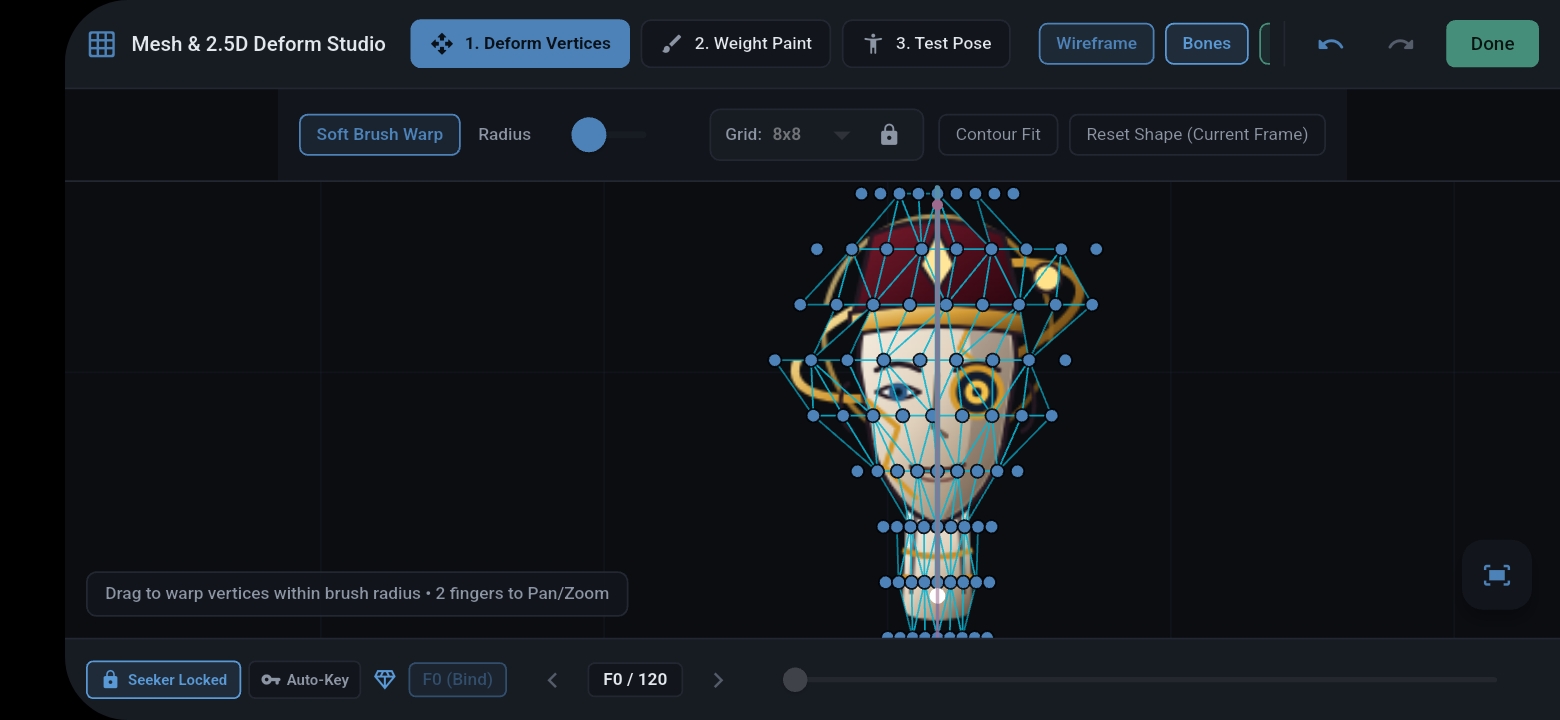 Mesh & 2.5D Deform Studio
1. Deform Vertices
2. Weight Paint
3. Test Pose
Wireframe
Bones
Done
Soft Brush Warp
Radius
Grid: 8x8
Contour Fit
Reset Shape (Current Frame)
Drag to warp vertices within brush radius • 2 fingers to Pan/Zoom
Seeker Locked
Auto-Key
F0 (Bind)
F0 / 120